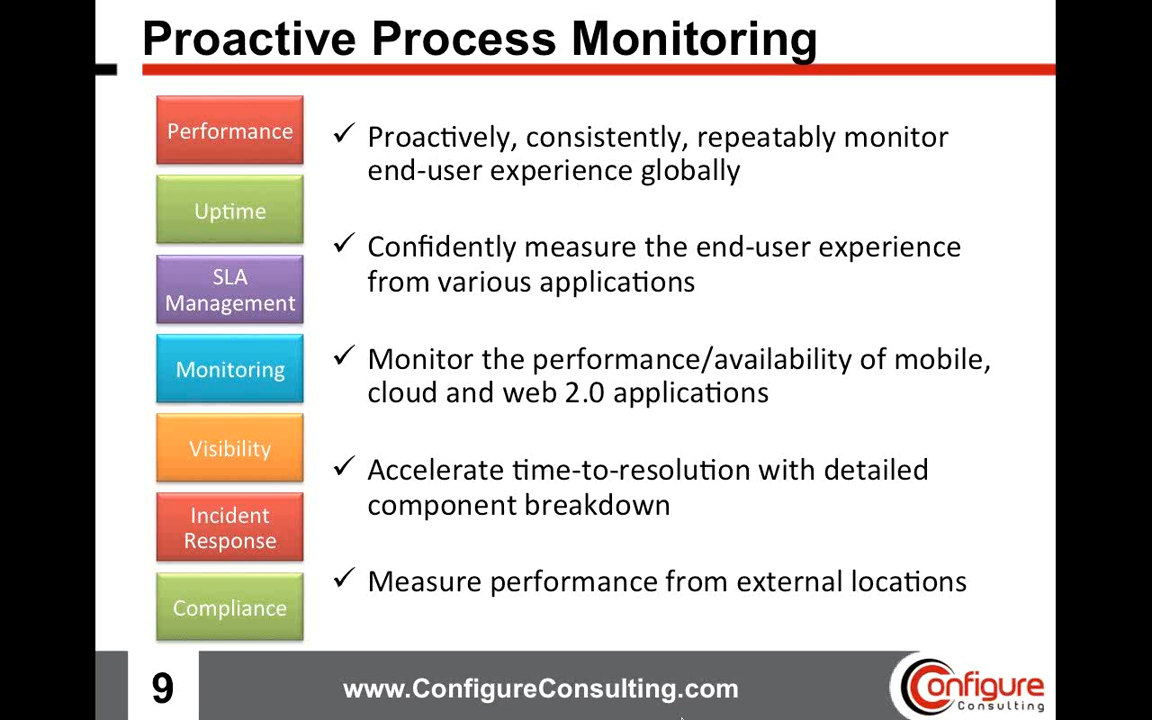 Proactive Process Monitoring
Performance
Uptime
SLA
Management
Monitoring
Visibility
Incident
Response
Compliance
✓ Proactively, consistently, repeatably monitor
end-user experience globally
✓ Confidently measure the end-user experience
from various applications
✓ Monitor the performance/availability of mobile,
cloud and web 2.0 applications
✓ Accelerate time-to-resolution with detailed
component breakdown
✓ Measure performance from external locations
9
www.ConfigureConsulting.com
Configure
Consulting